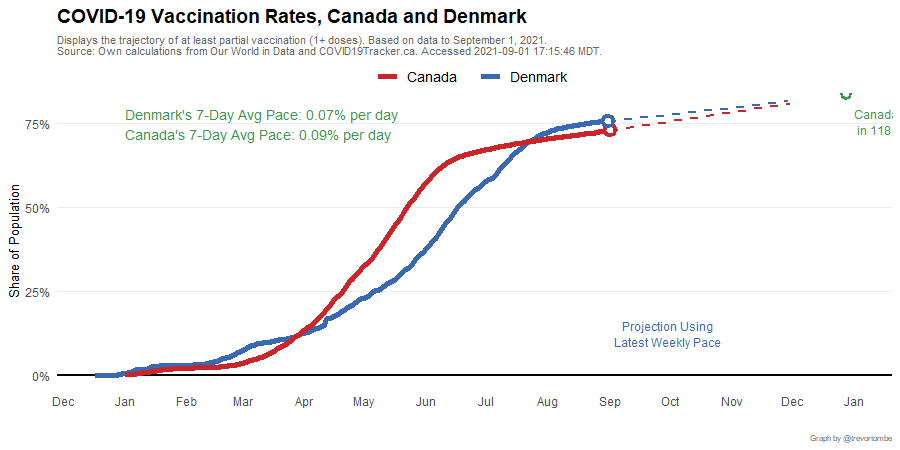 COVID-19 Vaccination Rates, Canada and Denmark
Displays the trajectory of at least partial vaccination (1+ doses). Based on data to September 1, 2021.
Source: Own calculations from Our World in Data and COVID19Tracker.ca. Accessed 2021-09-01 17:15:46 MDT.
Canada Denmark
Denmark's 7-Day Avg Pace: 0.07% per day
Canada's 7-Day Avg Pace: 0.09% per day
Canada
in 118
75%
50%
25%
0%
Share of Population
Projection Using
Latest Weekly Pace
Dec Jan Feb Mar Apr May Jun Jul Aug Sep Oct Nov Dec Jan
Graph by @trevortombe